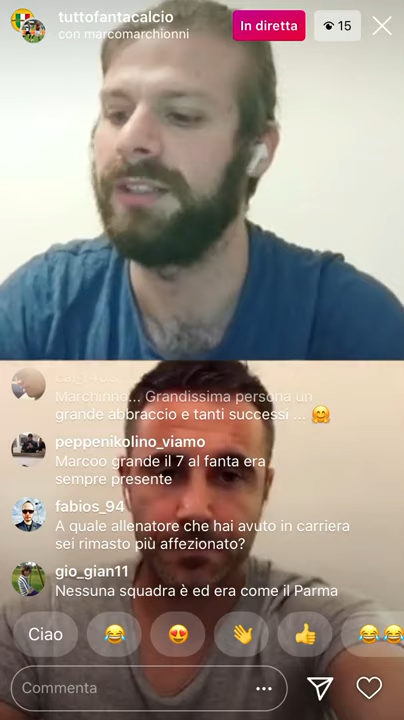 tuttofantacalcio
con marcomarchionni
In diretta
15
Marchinno... Grandissima persona un
grande abbraccio e tanti successi ... 🤗
peppenikolino_viamo
Marcoo grande il 7 al fanta era
sempre presente
fabios_94
A quale allenatore che hai avuto in carriera
sei rimasto più affezionato?
gio_gian11
Nessuna squadra è ed era come il Parma
Ciao 😂 😍 👋 👍 😂😂
Commenta